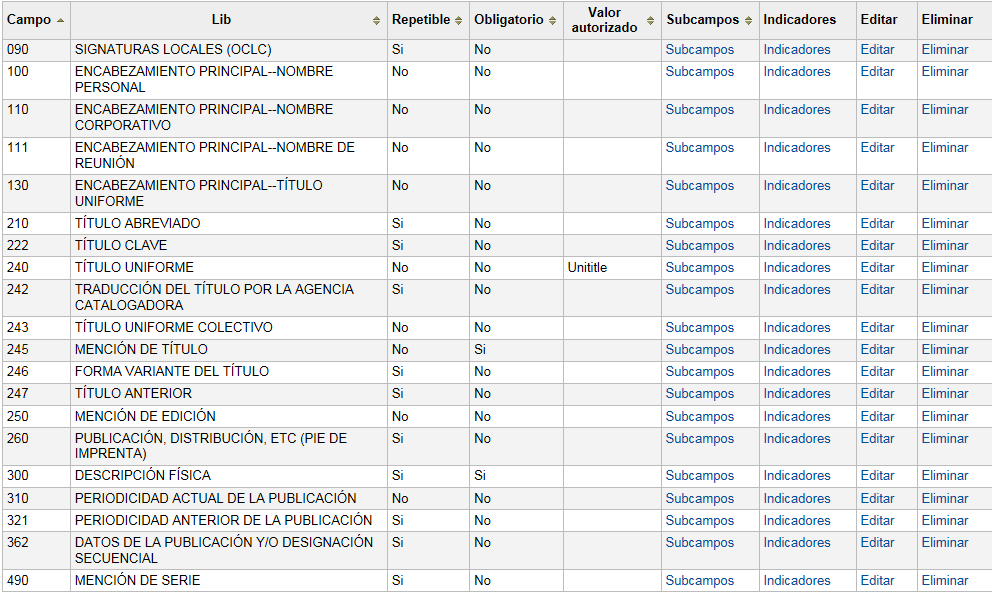 Campo Lib Repetible Obligatorio Valor autorizado Subcampos Indicadores Editar Eliminar
090 SIGNATURAS LOCALES (OCLC) Si No Subcampos Indicadores Editar Eliminar
100 ENCABEZAMIENTO PRINCIPAL--NOMBRE No No Subcampos Indicadores Editar Eliminar
PERSONAL
110 ENCABEZAMIENTO PRINCIPAL--NOMBRE No No Subcampos Indicadores Editar Eliminar
CORPORATIVO
111 ENCABEZAMIENTO PRINCIPAL--NOMBRE DE No No Subcampos Indicadores Editar Eliminar
REUNIÓN
130 ENCABEZAMIENTO PRINCIPAL--TÍTULO No No Subcampos Indicadores Editar Eliminar
UNIFORME
210 TÍTULO ABREVIADO Si No Subcampos Indicadores Editar Eliminar
222 TÍTULO CLAVE Si No Subcampos Indicadores Editar Eliminar
240 TÍTULO UNIFORME No No Unititle Subcampos Indicadores Editar Eliminar
242 TRADUCCIÓN DEL TÍTULO POR LA AGENCIA Si No Subcampos Indicadores Editar Eliminar
CATALOGADORA
243 TÍTULO UNIFORME COLECTIVO No No Subcampos Indicadores Editar Eliminar
245 MENCIÓN DE TÍTULO No Si Subcampos Indicadores Editar Eliminar
246 FORMA VARIANTE DEL TÍTULO Si No Subcampos Indicadores Editar Eliminar
247 TÍTULO ANTERIOR Si No Subcampos Indicadores Editar Eliminar
250 MENCIÓN DE EDICIÓN No No Subcampos Indicadores Editar Eliminar
260 PUBLICACIÓN, DISTRIBUCIÓN, ETC (PIE DE Si No Subcampos Indicadores Editar Eliminar
IMPRENTA)
300 DESCRIPCIÓN FÍSICA Si Si Subcampos Indicadores Editar Eliminar
310 PERIODICIDAD ACTUAL DE LA PUBLICACIÓN No No Subcampos Indicadores Editar Eliminar
321 PERIODICIDAD ANTERIOR DE LA PUBLICACIÓN Si No Subcampos Indicadores Editar Eliminar
362 DATOS DE LA PUBLICACIÓN Y/O DESIGNACIÓN Si No Subcampos Indicadores Editar Eliminar
SECUENCIAL
490 MENCIÓN DE SERIE Si No Subcampos Indicadores Editar Eliminar